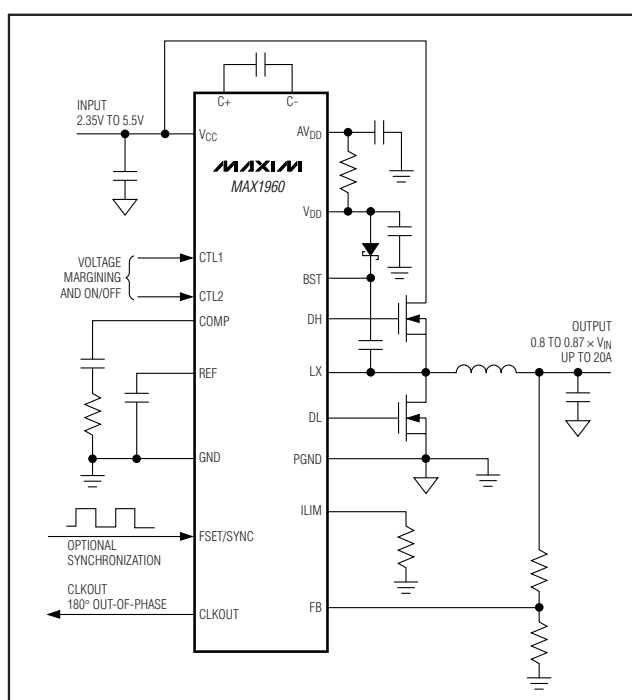 C+
C-
INPUT
2.35V TO 5.5V
VCC
AVDD
MAXIM
MAX1960
VDD
VOLTAGE
MARGINING
AND ON/OFF
CTL1
CTL2
BST
DH
COMP
OUTPUT
0.8 TO 0.87 × VIN
UP TO 20A
REF
LX
DL
GND
PGND
ILIM
FSET/SYNC
OPTIONAL
SYNCHRONIZATION
CLKOUT
180° OUT-OF-PHASE
CLKOUT
FB